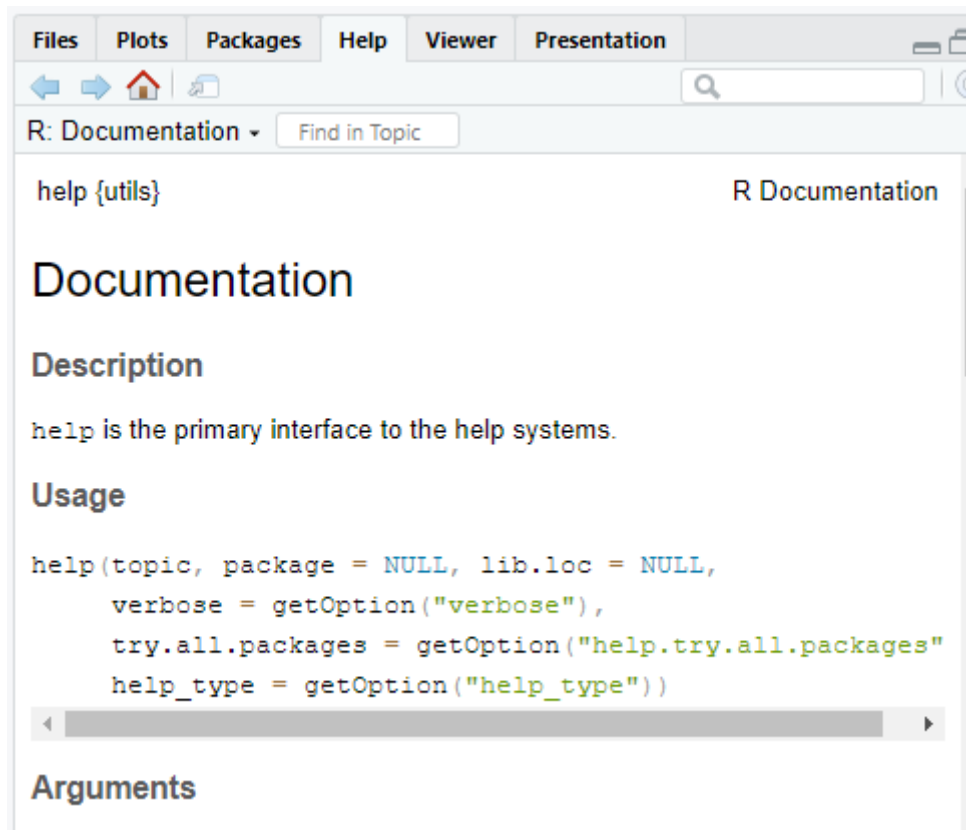 Files Plots Packages Help Viewer Presentation
R: Documentation Find in Topic
help {utils} R Documentation
Documentation
Description
help is the primary interface to the help systems.
Usage
help(topic, package = NULL, lib.loc = NULL,
verbose = getOption("verbose"),
try.all.packages = getOption("help.try.all.packages"
help_type = getOption("help_type"))
Arguments